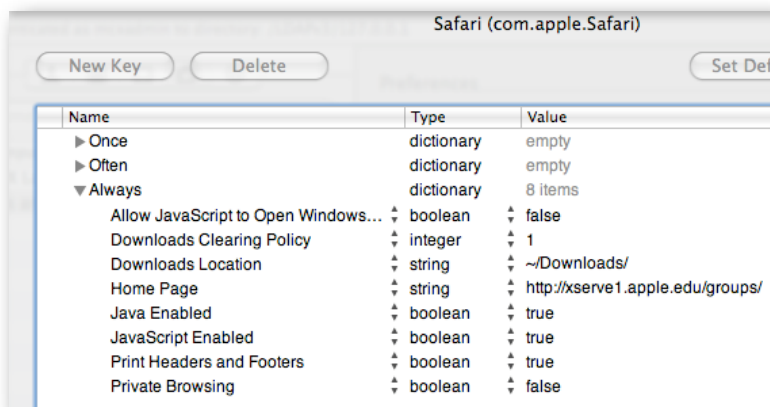 Safari (com.apple.Safari)
New Key Delete Set Def
Name Type Value
Once dictionary empty
Often dictionary empty
Always dictionary 8 items
Allow JavaScript to Open Windows... boolean false
Downloads Clearing Policy integer 1
Downloads Location string ~/Downloads/
Home Page string http://xserve1.apple.edu/groups/
Java Enabled boolean true
JavaScript Enabled boolean true
Print Headers and Footers boolean true
Private Browsing boolean false